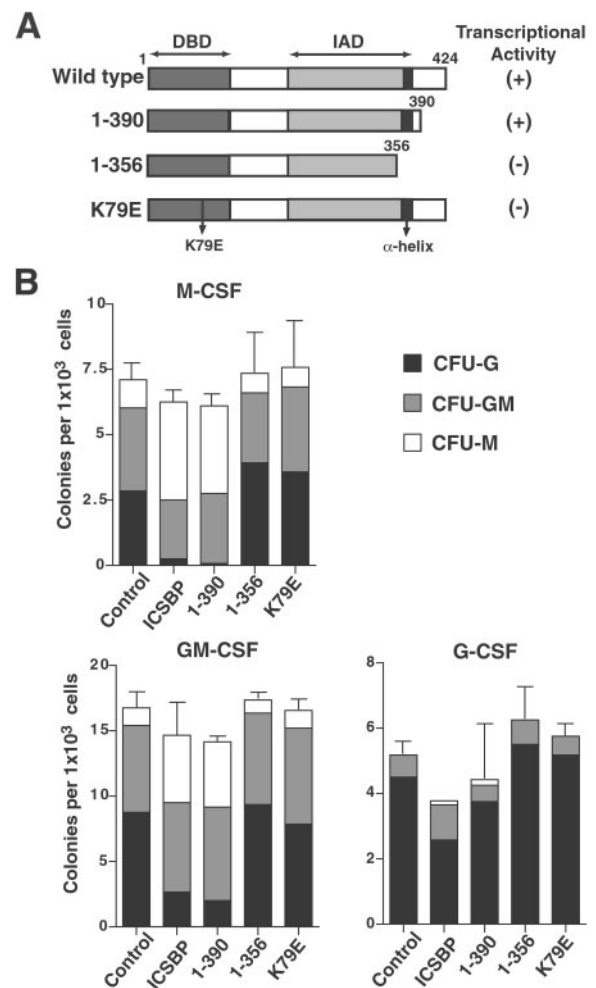 A
Transcriptional
Activity
DBD
IAD
1
424
Wild type
(+)
1-390
390
(+)
1-356
356
(-)
K79E
(-)
K79E
α-helix
B
M-CSF
Colonies per 1x10³ cells
10
7.5
5
2.5
0
Control
ICSBP
1-390
1-356
K79E
CFU-G
CFU-GM
CFU-M
GM-CSF
Colonies per 1x10³ cells
20
15
10
5
0
Control
ICSBP
1-390
1-356
K79E
G-CSF
8
6
4
2
0
Control
ICSBP
1-390
1-356
K79E